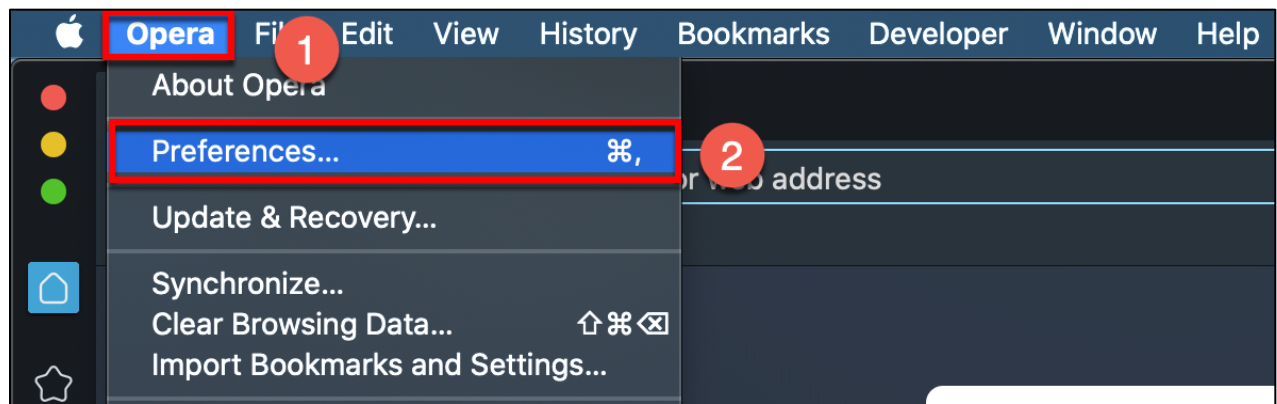 Opera File Edit View History Bookmarks Developer Window Help
1
About Opera
Preferences... ⌘,
2
or web address
Update & Recovery...
Synchronize...
Clear Browsing Data... ⇧⌘⌫
Import Bookmarks and Settings...